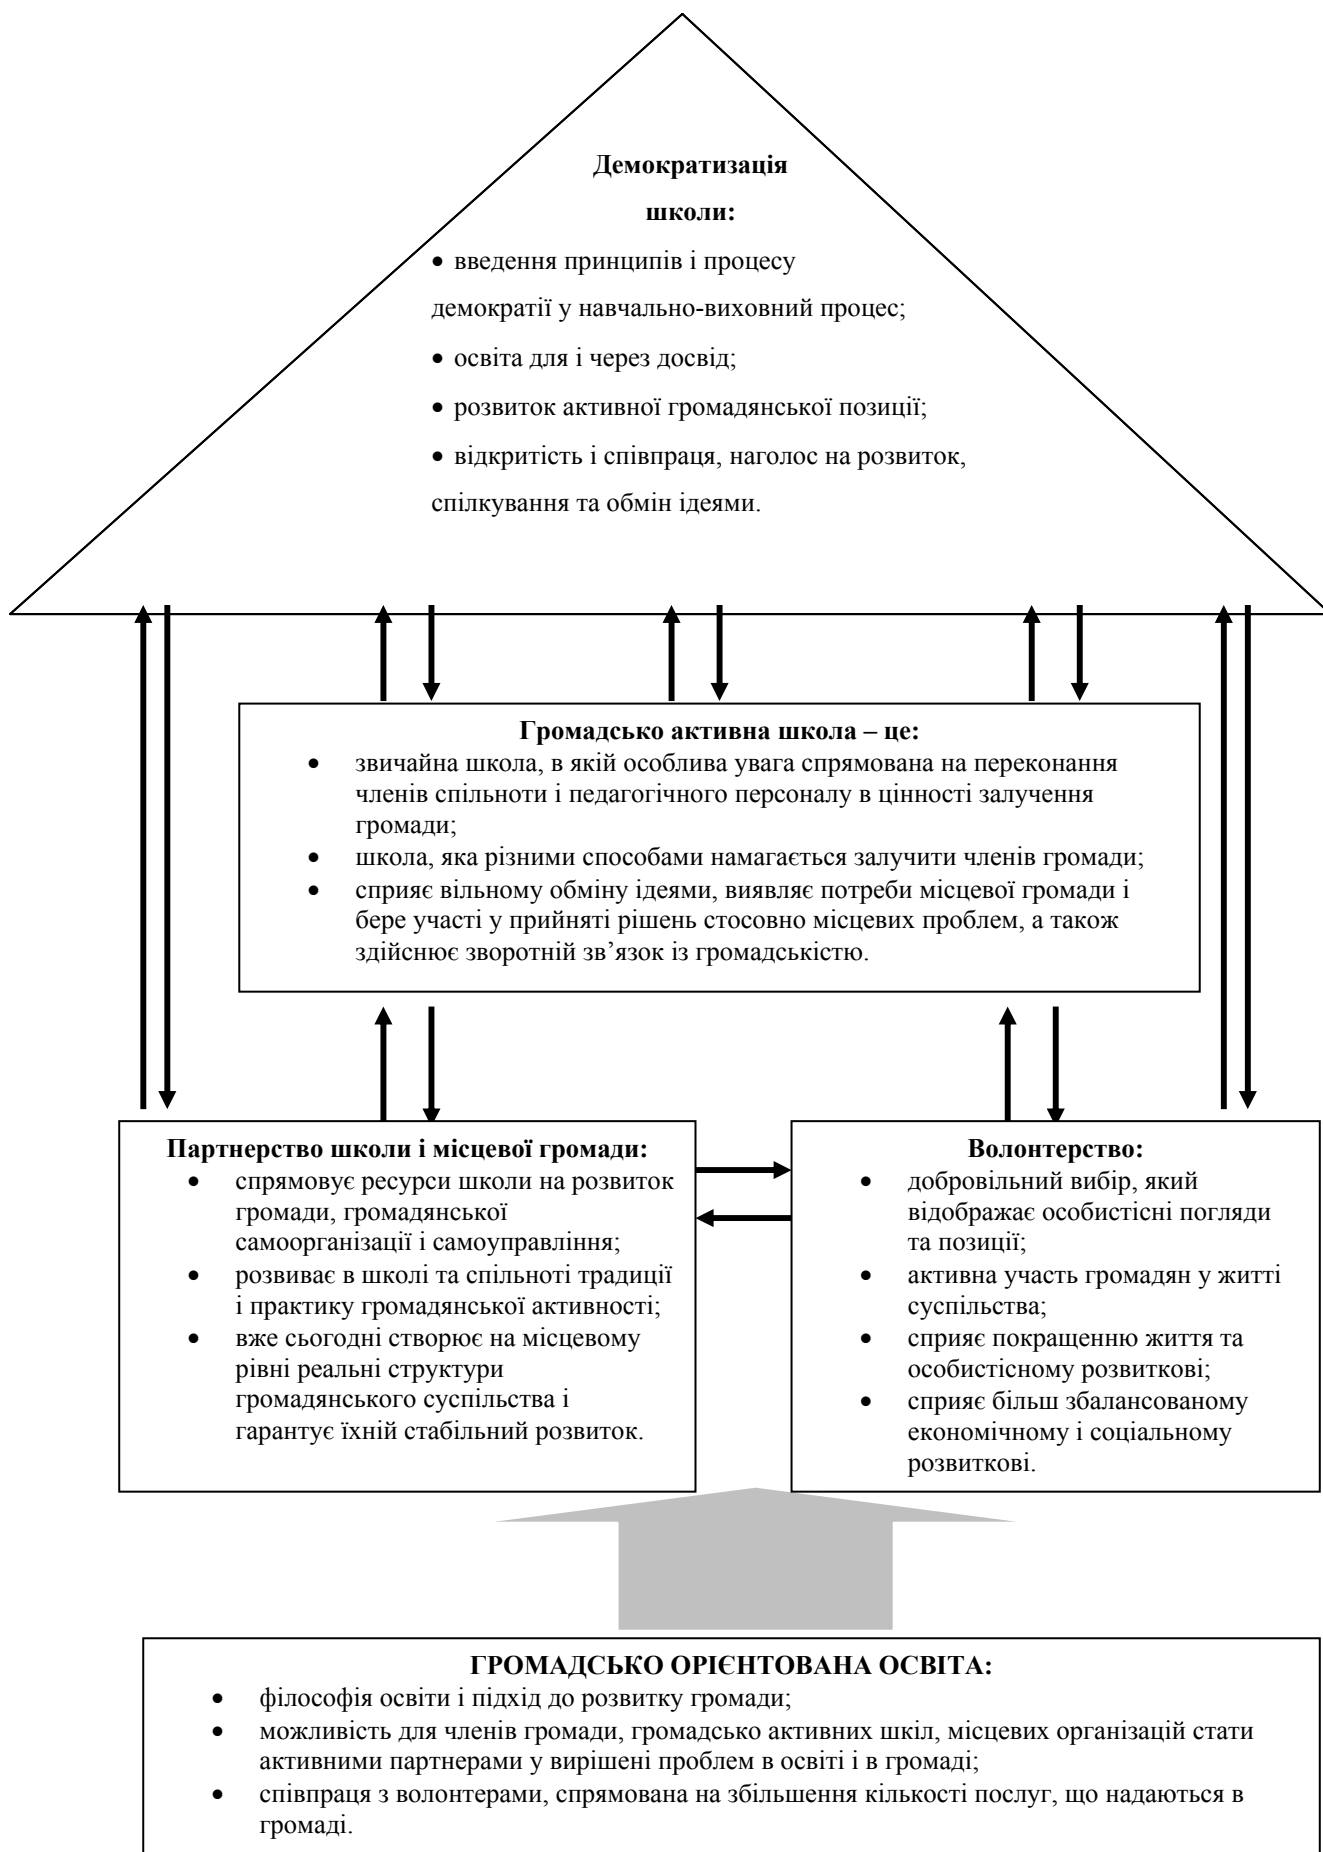 Демократизація
школи:
• введення принципів і процесу
демократії у навчально-виховний процес;
• освіта для і через досвід;
• розвиток активної громадянської позиції;
• відкритість і співпраця, наголос на розвиток,
спілкування та обмін ідеями.
Громадсько активна школа – це:
• звичайна школа, в якій особлива увага спрямована на переконання
членів спільноти і педагогічного персоналу в цінності залучення
громади;
• школа, яка різними способами намагається залучити членів громади;
• сприяє вільному обміну ідеями, виявляє потреби місцевої громади і
бере участі у прийняті рішень стосовно місцевих проблем, а також
здійснює зворотній зв’язок із громадськістю.
Партнерство школи і місцевої громади:
• спрямовує ресурси школи на розвиток
громади, громадянської
самоорганізації і самоуправління;
• розвиває в школі та спільноті традиції
і практику громадянської активності;
• вже сьогодні створює на місцевому
рівні реальні структури
громадянського суспільства і
гарантує їхній стабільний розвиток.
Волонтерство:
• добровільний вибір, який
відображає особистісні погляди
та позиції;
• активна участь громадян у житті
суспільства;
• сприяє покращенню життя та
особистісному розвиткові;
• сприяє більш збалансованому
економічному і соціальному
розвиткові.
ГРОМАДСЬКО ОРІЄНТОВАНА ОСВІТА:
• філософія освіти і підхід до розвитку громади;
• можливість для членів громади, громадсько активних шкіл, місцевих організацій стати
активними партнерами у вирішені проблем в освіті і в громаді;
• співпраця з волонтерами, спрямована на збільшення кількості послуг, що надаються в
громаді.